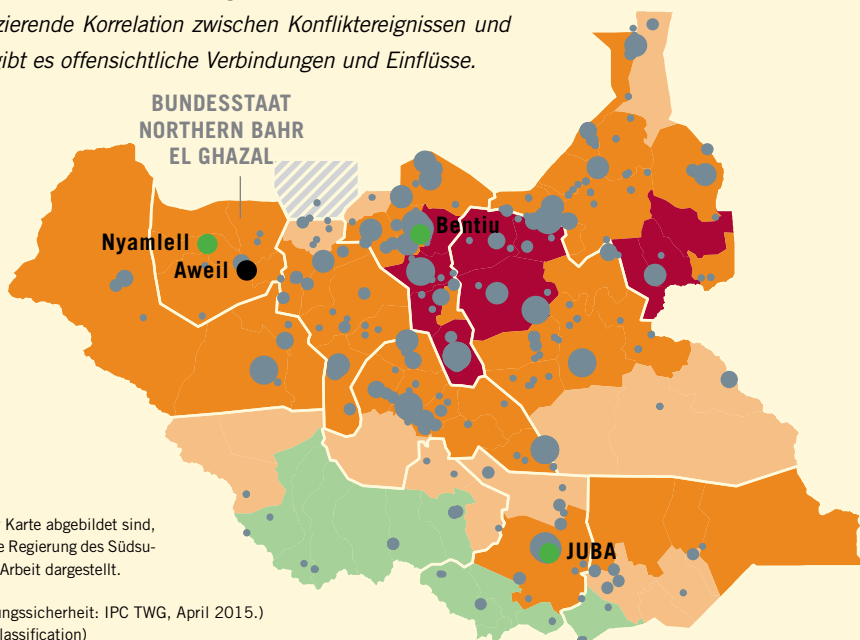 zierende Korrelation zwischen Konfliktereignissen und
gibt es offensichtliche Verbindungen und Einflüsse.
BUNDESSTAAT
NORTHERN BAHR
EL GHAZAL
Nyamlell
Aweil
Bentiu
JUBA
Karte abgebildet sind,
e Regierung des Südsu-
Arbeit dargestellt.
ungssicherheit: IPC TWG, April 2015.)
lassification)